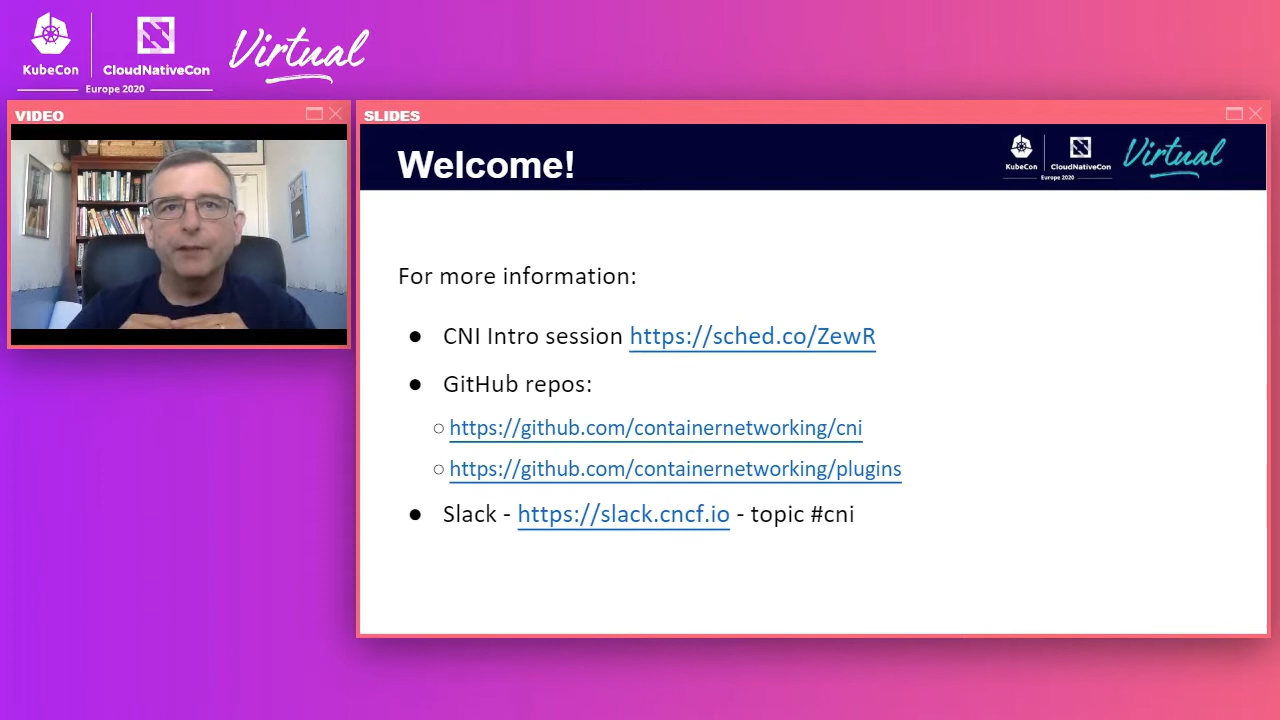 KubeCon
CloudNativeCon
Europe 2020
Virtual
VIDEO
SLIDES
Welcome!
KubeCon
CloudNativeCon
Europe 2020
Virtual
For more information:
● CNI Intro session https://sched.co/ZewR
● GitHub repos:
○ https://github.com/containernetworking/cni
○ https://github.com/containernetworking/plugins
● Slack - https://slack.cncf.io - topic #cni